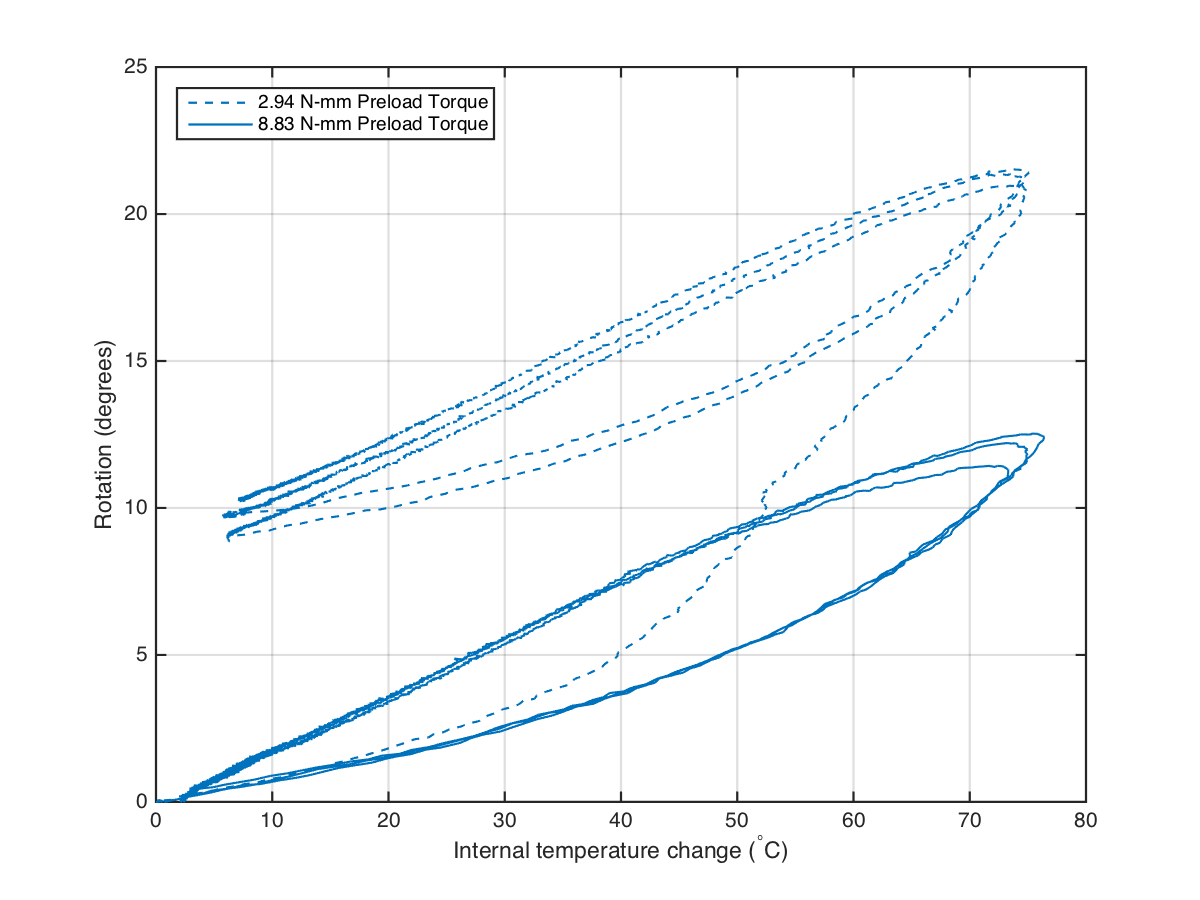 25
20
15
10
5
0
2.94 N-mm Preload Torque
8.83 N-mm Preload Torque
Rotation (degrees)
0 10 20 30 40 50 60 70 80
Internal temperature change (°C)